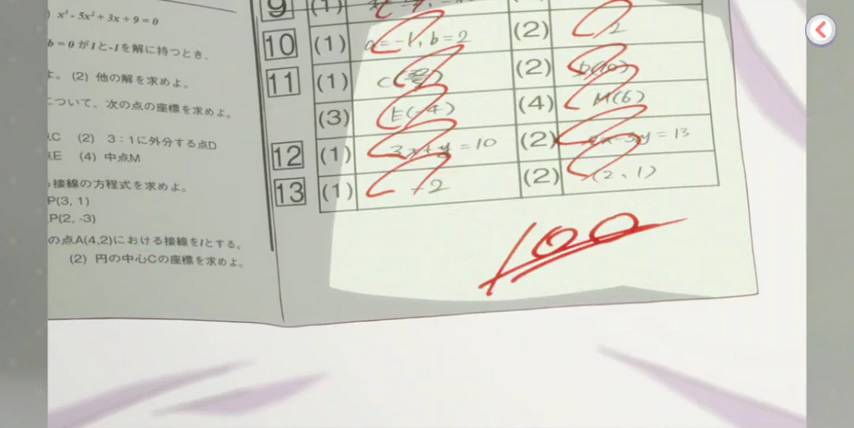 x³ - 5x² + 3x + 9 = 0
b = 0 が1と-1を解に持つとき、
(2) 他の解を求めよ。
について、次の点の座標を求めよ。
C (2) 3：1に外分する点D
E (4) 中点M
接線の方程式を求めよ。
P(3, 1)
P(2, -3)
の点A(4,2)における接線をlとする。
(2) 円の中心Cの座標を求めよ。
9 (1)
10 (1) a=-1, b=2 (2) 2
11 (1) (2) D(10)
(3) E(-4) (4) M(6)
12 (1) 3x+y=10 (2) 2x-3y=13
13 (1) -2 (2) (2、1)
100